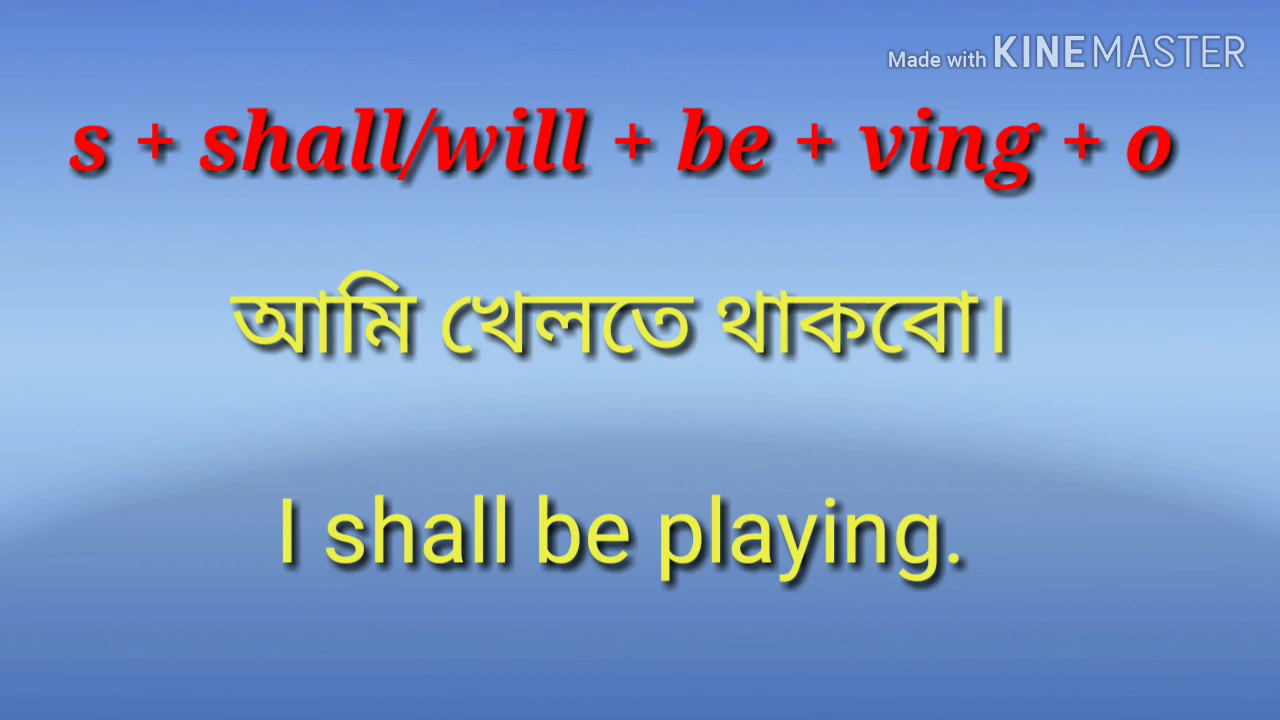 Made with KINEMASTER
s + shall/will + be + ving + o
আমি খেলতে থাকবো।
I shall be playing.